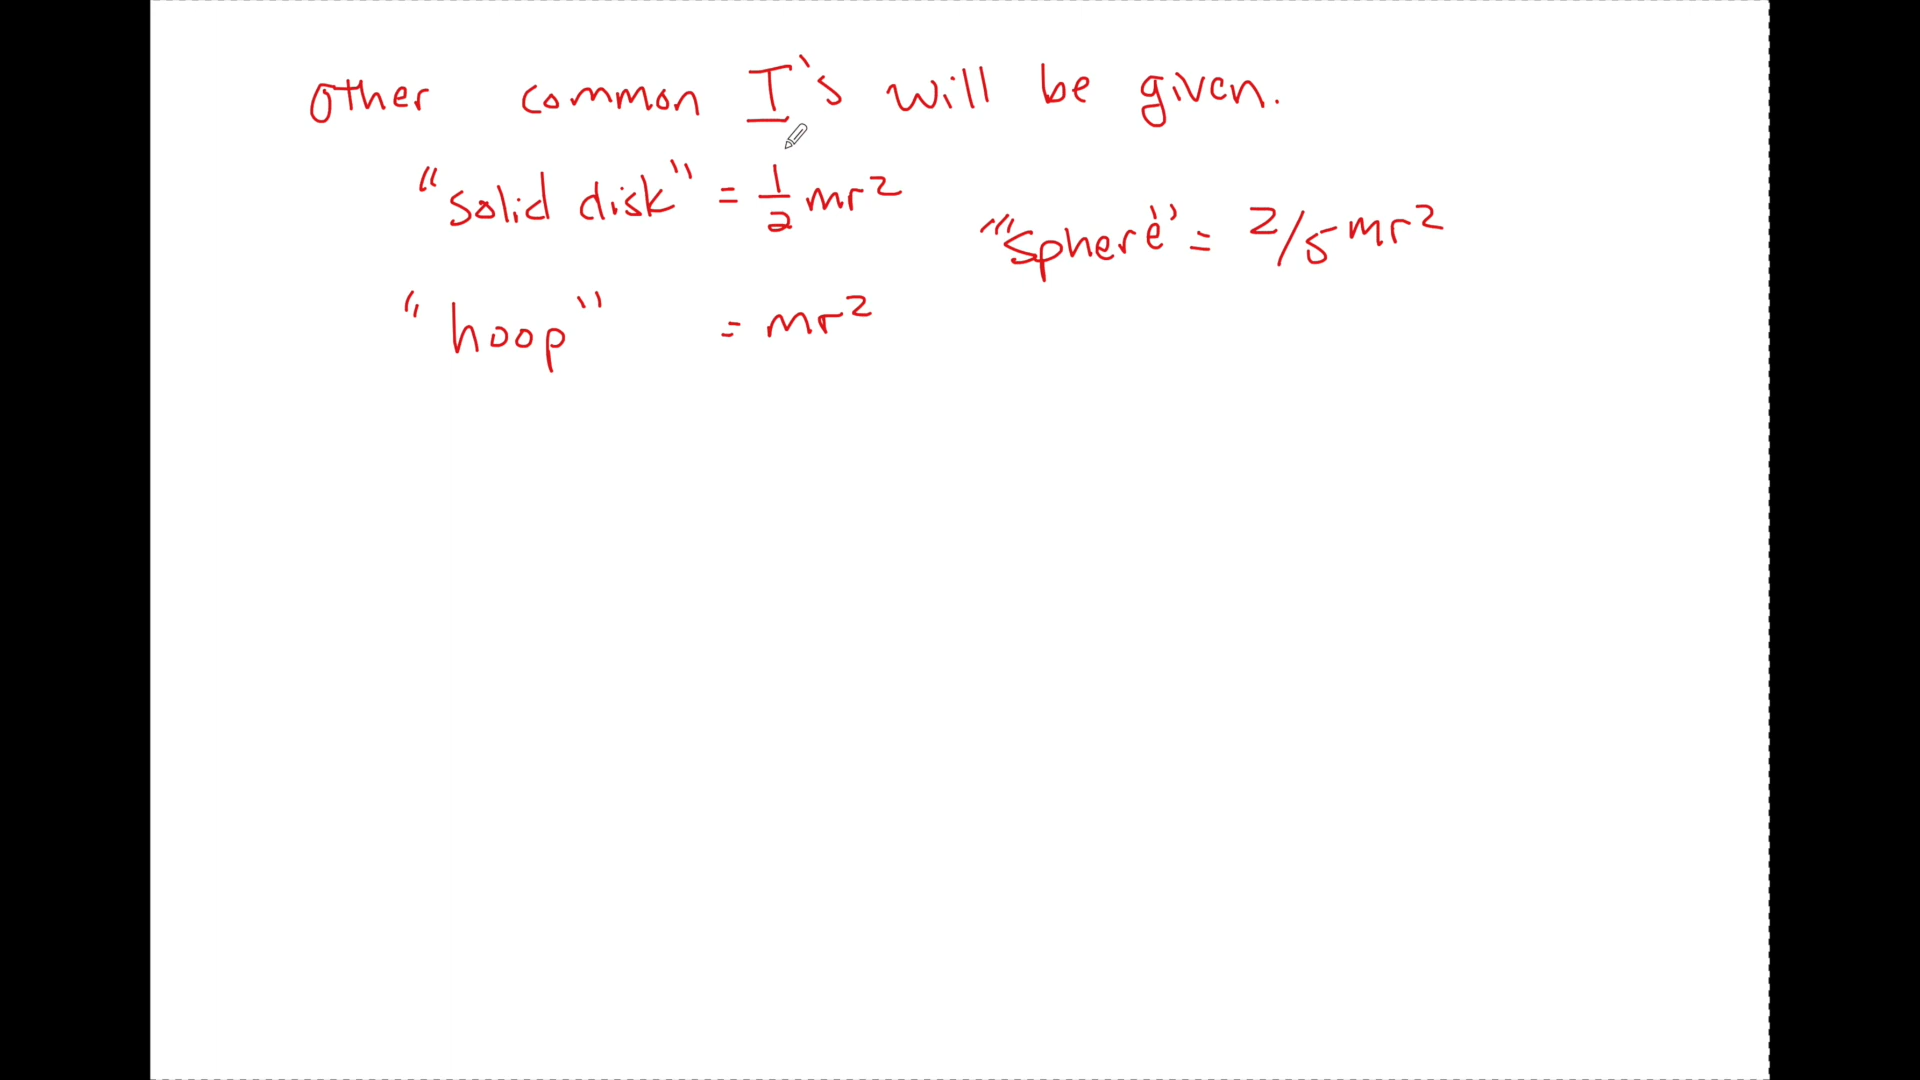 Other common I's will be given.
"solid disk" = 1/2 mr²
"sphere" = 2/5 mr²
"hoop" = mr²